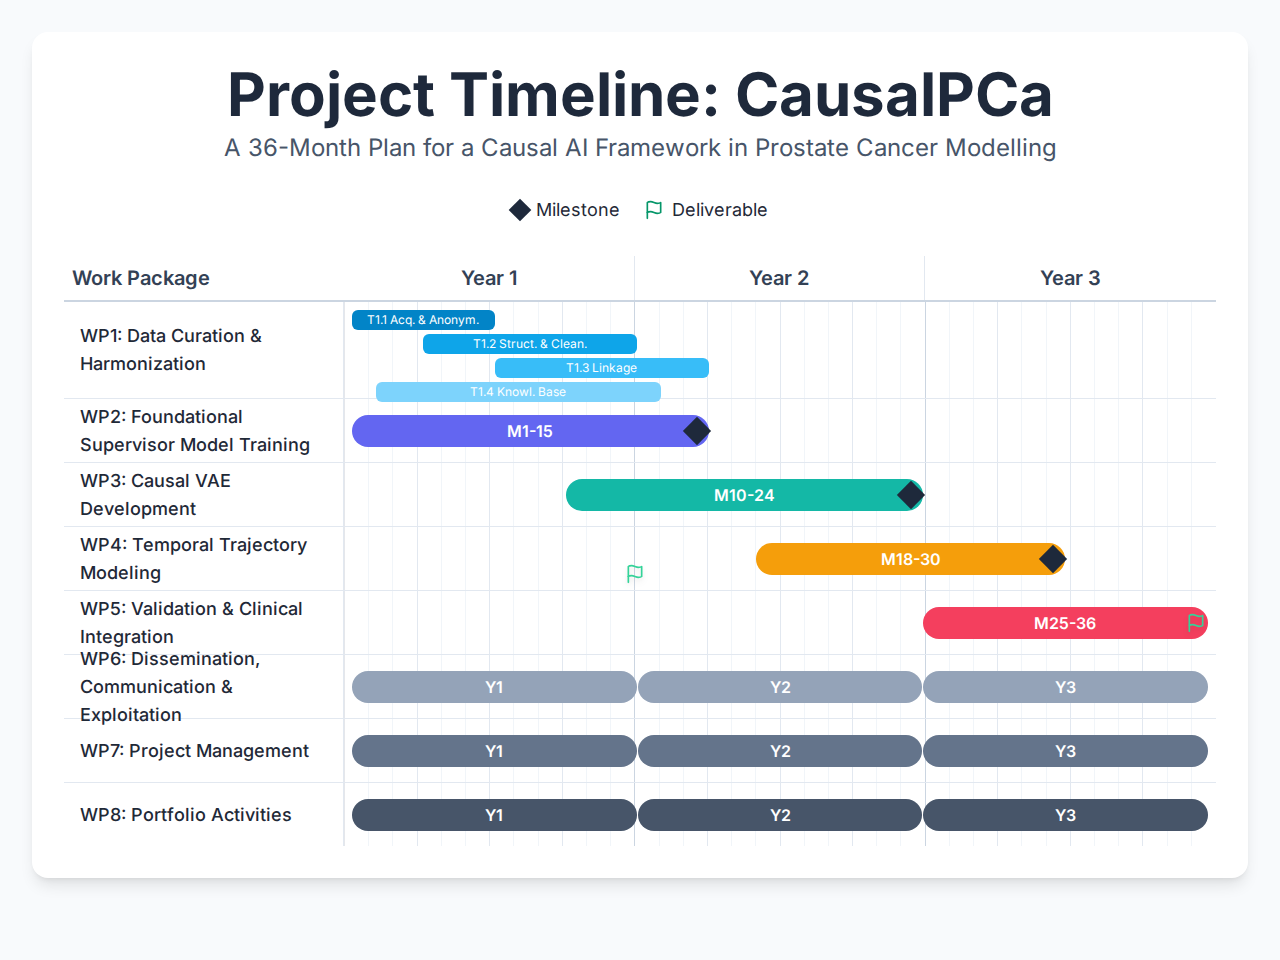 Project Timeline: CausalPCa
A 36-Month Plan for a Causal AI Framework in Prostate Cancer Modelling
Milestone
Deliverable
Work Package
Year 1
Year 2
Year 3
WP1: Data Curation &
Harmonization
T1.1 Acq. & Anonym.
T1.2 Struct. & Clean.
T1.3 Linkage
T1.4 Knowl. Base
WP2: Foundational
Supervisor Model Training
M1-15
WP3: Causal VAE
Development
M10-24
WP4: Temporal Trajectory
Modeling
M18-30
WP5: Validation & Clinical
Integration
M25-36
WP6: Dissemination,
Communication &
Exploitation
Y1
Y2
Y3
WP7: Project Management
Y1
Y2
Y3
WP8: Portfolio Activities
Y1
Y2
Y3